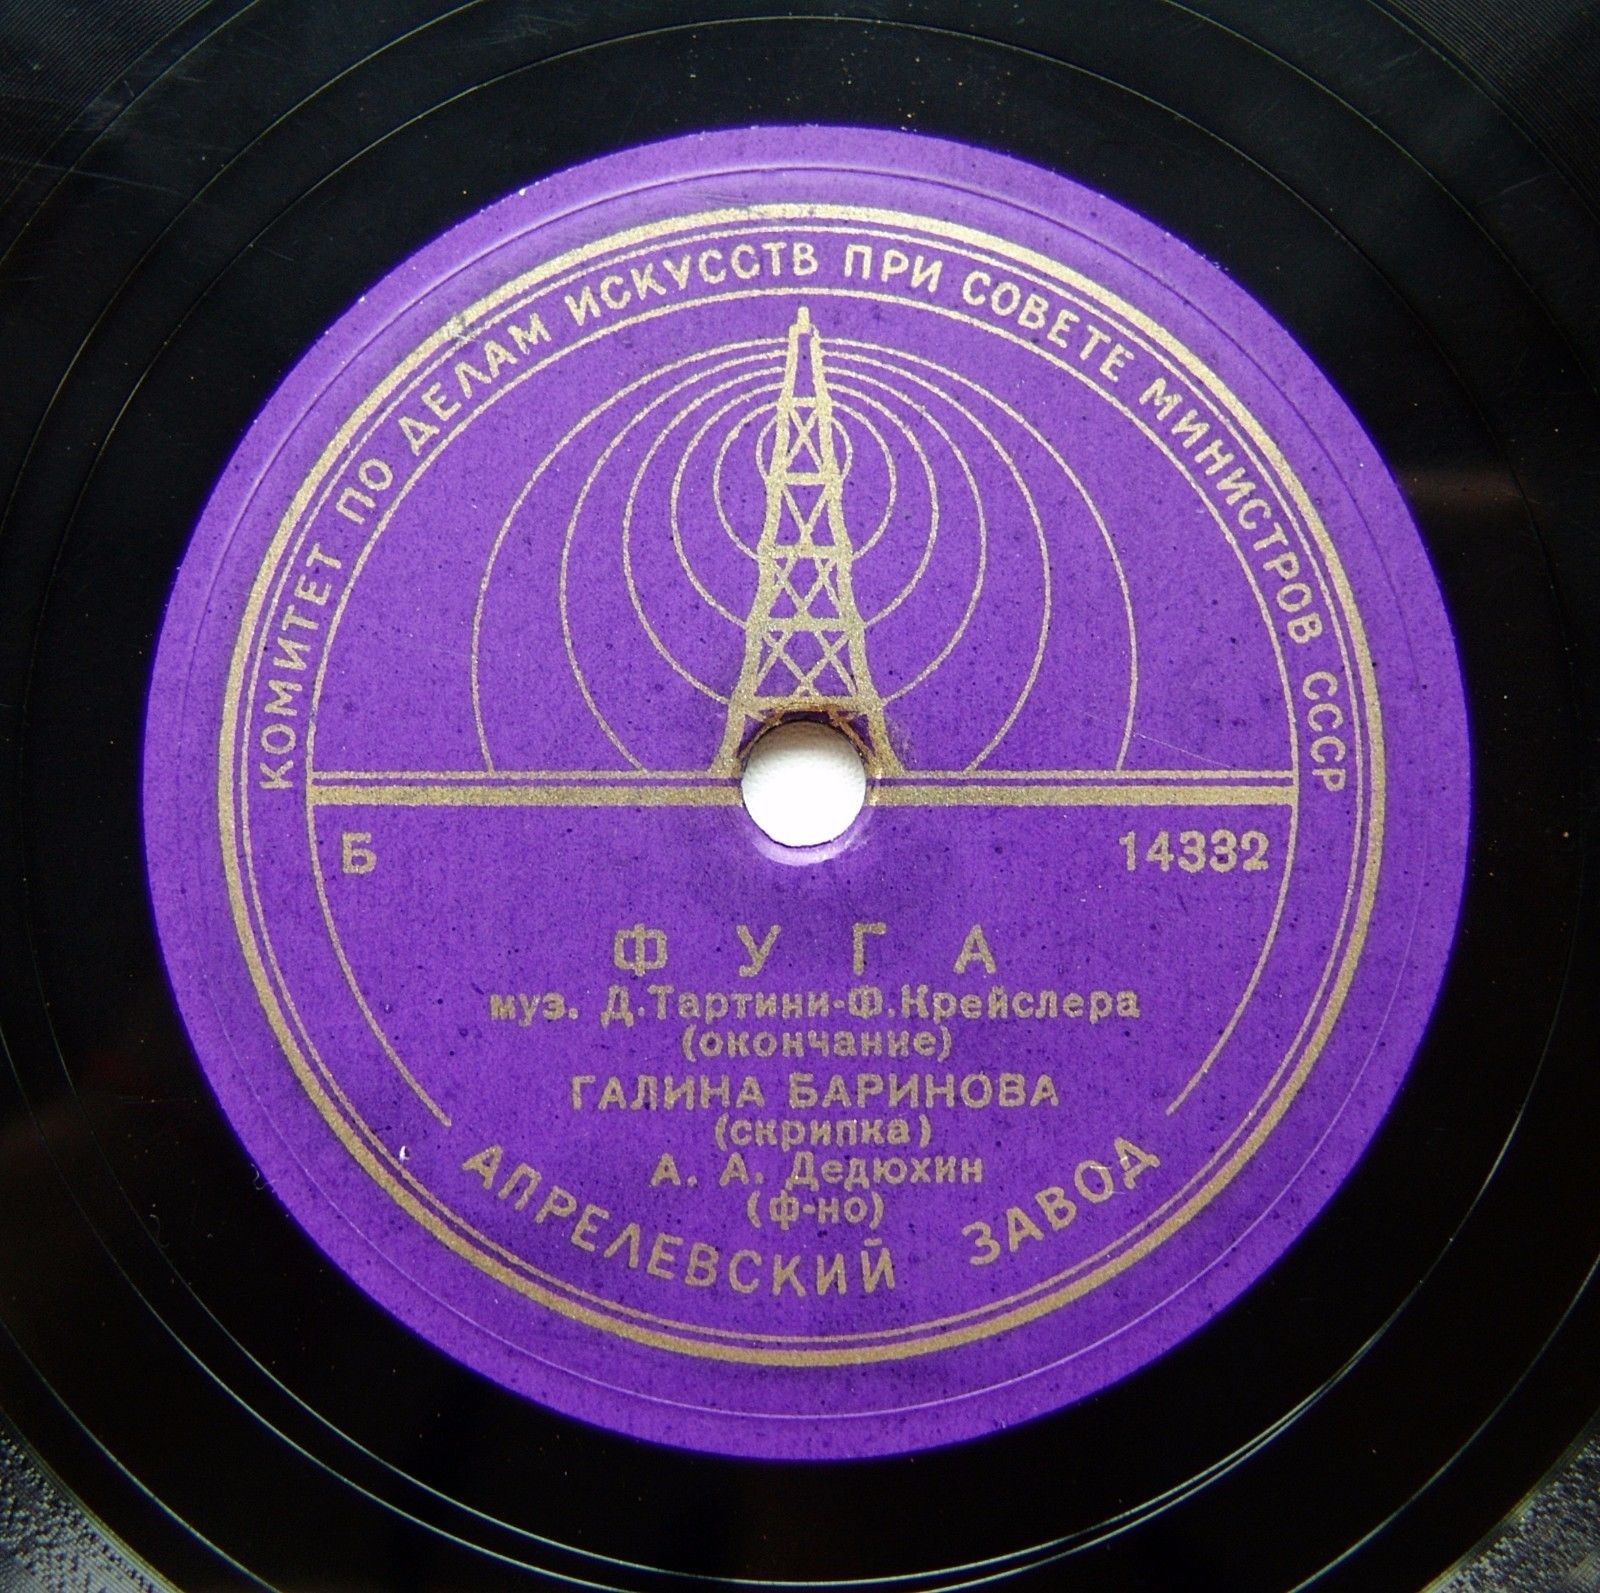 КОМИТЕТ ПО ДЕЛАМ ИСКУССТВ ПРИ СОВЕТЕ МИНИСТРОВ СССР
Б 14332
ФУГА
муз. Д.Тартини-Ф.Крейслера
(окончание)
ГАЛИНА БАРИНОВА
(скрипка)
А. А. Дедюхин
(ф-но)
АПРЕЛЕВСКИЙ ЗАВОД